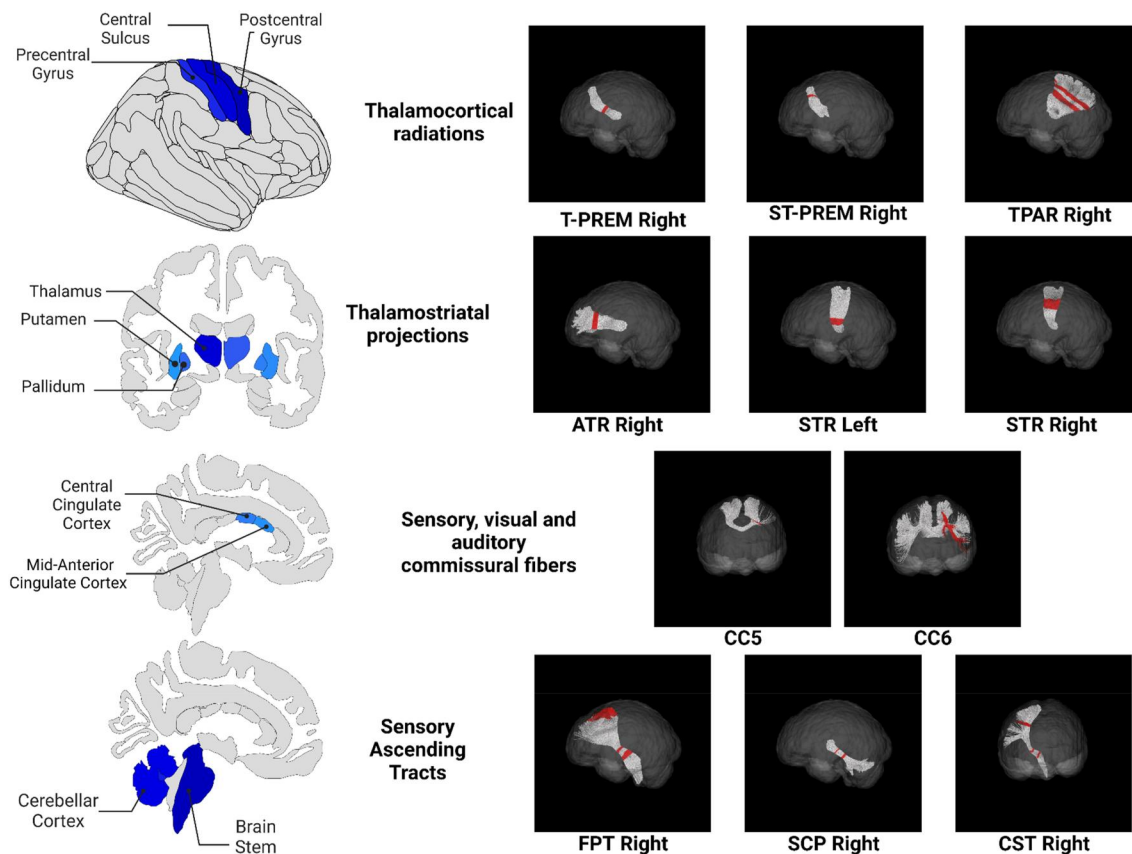 Central
Sulcus
Postcentral
Gyrus
Precentral
Gyrus
Thalamocortical
radiations
T-PREM Right
ST-PREM Right
TPAR Right
Thalamus
Putamen
Pallidum
Thalamostriatal
projections
ATR Right
STR Left
STR Right
Central
Cingulate
Cortex
Mid-Anterior
Cingulate Cortex
Sensory, visual and
auditory
commissural fibers
CC5
CC6
Cerebellar
Cortex
Brain
Stem
Sensory
Ascending
Tracts
FPT Right
SCP Right
CST Right